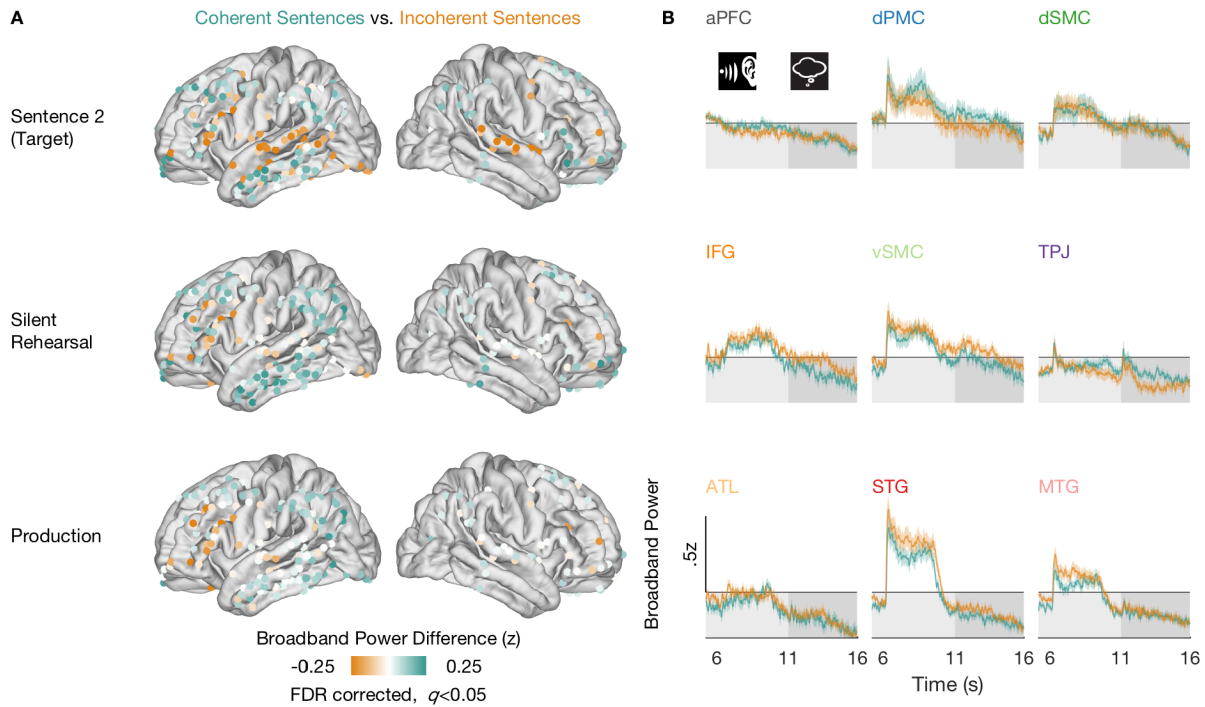 A
Coherent Sentences vs. Incoherent Sentences
Sentence 2
(Target)
Silent
Rehearsal
Production
Broadband Power Difference (z)
-0.25 0.25
FDR corrected, q<0.05
B
aPFC dPMC dSMC
IFG vSMC TPJ
ATL STG MTG
Broadband Power
.5z
6 11 16 6 11 16 6 11 16
Time (s)